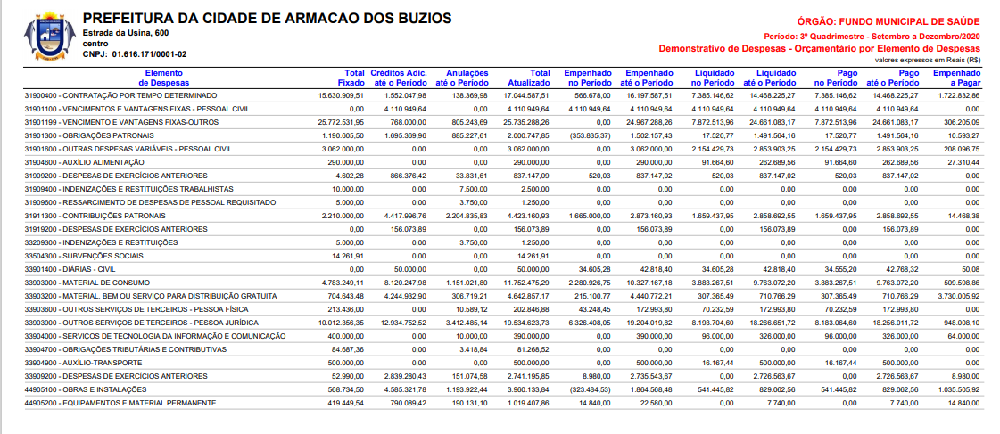 PREFEITURA DA CIDADE DE ARMACAO DOS BUZIOS
Estrada da Usina, 600
centro
CNPJ: 01.616.171/0001-02
ÓRGÃO: FUNDO MUNICIPAL DE SAÚDE
Período: 3º Quadrimestre - Setembro a Dezembro/2020
Demonstrativo de Despesas - Orçamentário por Elemento de Despesas
valores expressos em Reais (R$)
Elemento Total Créditos Adic. Anulações Total Empenhado Empenhado Liquidado Liquidado Pago Pago Empenhado
de Despesas Fixado até o Período até o Período Atualizado no Período até o Período no Período até o Período no Período até o Período a Pagar
31900400 - CONTRATAÇÃO POR TEMPO DETERMINADO 15.630.909,51 1.552.047,98 138.369,98 17.044.587,51 566.678,00 16.197.587,51 7.385.146,62 14.468.225,27 7.385.146,62 14.468.225,27 1.722.832,86
31901100 - VENCIMENTOS E VANTAGENS FIXAS - PESSOAL CIVIL 0,00 4.110.949,64 0,00 4.110.949,64 4.110.949,64 4.110.949,64 4.110.949,64 4.110.949,64 4.110.949,64 4.110.949,64 0,00
31901199 - VENCIMENTO E VANTAGENS FIXAS-OUTROS 25.772.531,95 768.000,00 805.243,69 25.735.288,26 0,00 24.967.288,26 7.872.513,96 24.661.083,17 7.872.513,96 24.661.083,17 306.205,09
31901300 - OBRIGAÇÕES PATRONAIS 1.190.605,50 1.695.369,96 885.227,61 2.000.747,85 (353.835,37) 1.502.157,43 17.520,77 1.491.564,16 17.520,77 1.491.564,16 10.593,27
31901600 - OUTRAS DESPESAS VARIÁVEIS - PESSOAL CIVIL 3.062.000,00 0,00 0,00 3.062.000,00 0,00 3.062.000,00 2.154.429,73 2.853.903,25 2.154.429,73 2.853.903,25 208.096,75
31904600 - AUXÍLIO ALIMENTAÇÃO 290.000,00 0,00 0,00 290.000,00 0,00 290.000,00 91.664,60 262.689,56 91.664,60 262.689,56 27.310,44
31909200 - DESPESAS DE EXERCÍCIOS ANTERIORES 4.602,28 866.376,42 33.831,61 837.147,09 520,03 837.147,02 520,03 837.147,02 520,03 837.147,02 0,00
31909400 - INDENIZAÇÕES E RESTITUIÇÕES TRABALHISTAS 10.000,00 0,00 7.500,00 2.500,00 0,00 0,00 0,00 0,00 0,00 0,00 0,00
31909600 - RESSARCIMENTO DE DESPESAS DE PESSOAL REQUISITADO 5.000,00 0,00 3.750,00 1.250,00 0,00 0,00 0,00 0,00 0,00 0,00 0,00
31911300 - CONTRIBUIÇÕES PATRONAIS 2.210.000,00 4.417.996,76 2.204.835,83 4.423.160,93 1.665.000,00 2.873.160,93 1.659.437,95 2.858.692,55 1.659.437,95 2.858.692,55 14.468,38
31919200 - DESPESAS DE EXERCÍCIOS ANTERIORES 0,00 156.073,89 0,00 156.073,89 0,00 156.073,89 0,00 156.073,89 0,00 156.073,89 0,00
33209300 - INDENIZAÇÕES E RESTITUIÇÕES 5.000,00 0,00 3.750,00 1.250,00 0,00 0,00 0,00 0,00 0,00 0,00 0,00
33504300 - SUBVENÇÕES SOCIAIS 14.261,91 0,00 0,00 14.261,91 0,00 0,00 0,00 0,00 0,00 0,00 0,00
33901400 - DIÁRIAS - CIVIL 0,00 50.000,00 0,00 50.000,00 34.605,28 42.818,40 34.605,28 42.818,40 34.555,20 42.768,32 50,08
33903000 - MATERIAL DE CONSUMO 4.783.249,11 8.120.247,98 1.151.021,80 11.752.475,29 2.280.926,75 10.327.167,18 3.883.267,51 9.763.072,20 3.883.267,51 9.763.072,20 509.598,86
33903200 - MATERIAL, BEM OU SERVIÇO PARA DISTRIBUIÇÃO GRATUITA 704.643,48 4.244.932,90 306.719,21 4.642.857,17 215.100,77 4.440.772,21 307.365,49 710.766,29 307.365,49 710.766,29 3.730.005,92
33903600 - OUTROS SERVIÇOS DE TERCEIROS - PESSOA FÍSICA 213.436,00 0,00 10.589,12 202.846,88 43.248,45 172.993,80 70.232,59 172.993,80 70.232,59 172.993,80 0,00
33903900 - OUTROS SERVIÇOS DE TERCEIROS - PESSOA JURÍDICA 10.012.356,35 12.934.752,52 3.412.485,14 19.534.623,73 6.326.408,05 19.204.019,82 8.193.704,60 18.266.651,72 8.183.064,60 18.256.011,72 948.008,10
33904000 - SERVIÇOS DE TECNOLOGIA DA INFORMAÇÃO E COMUNICAÇÃO 400.000,00 0,00 10.000,00 390.000,00 0,00 390.000,00 96.000,00 326.000,00 96.000,00 326.000,00 64.000,00
33904700 - OBRIGAÇÕES TRIBUTÁRIAS E CONTRIBUTIVAS 84.687,36 0,00 3.418,84 81.268,52 0,00 0,00 0,00 0,00 0,00 0,00 0,00
33904900 - AUXÍLIO-TRANSPORTE 500.000,00 0,00 0,00 500.000,00 0,00 500.000,00 16.167,44 500.000,00 16.167,44 500.000,00 0,00
33909200 - DESPESAS DE EXERCÍCIOS ANTERIORES 52.990,00 2.839.280,43 151.074,58 2.741.195,85 8.980,00 2.735.543,67 0,00 2.726.563,67 0,00 2.726.563,67 8.980,00
44905100 - OBRAS E INSTALAÇÕES 568.734,50 4.585.321,78 1.193.922,44 3.960.133,84 (323.484,53) 1.864.568,48 541.445,82 829.062,56 541.445,82 829.062,56 1.035.505,92
44905200 - EQUIPAMENTOS E MATERIAL PERMANENTE 419.449,54 790.089,42 190.131,10 1.019.407,86 14.840,00 22.580,00 0,00 7.740,00 0,00 7.740,00 14.840,00